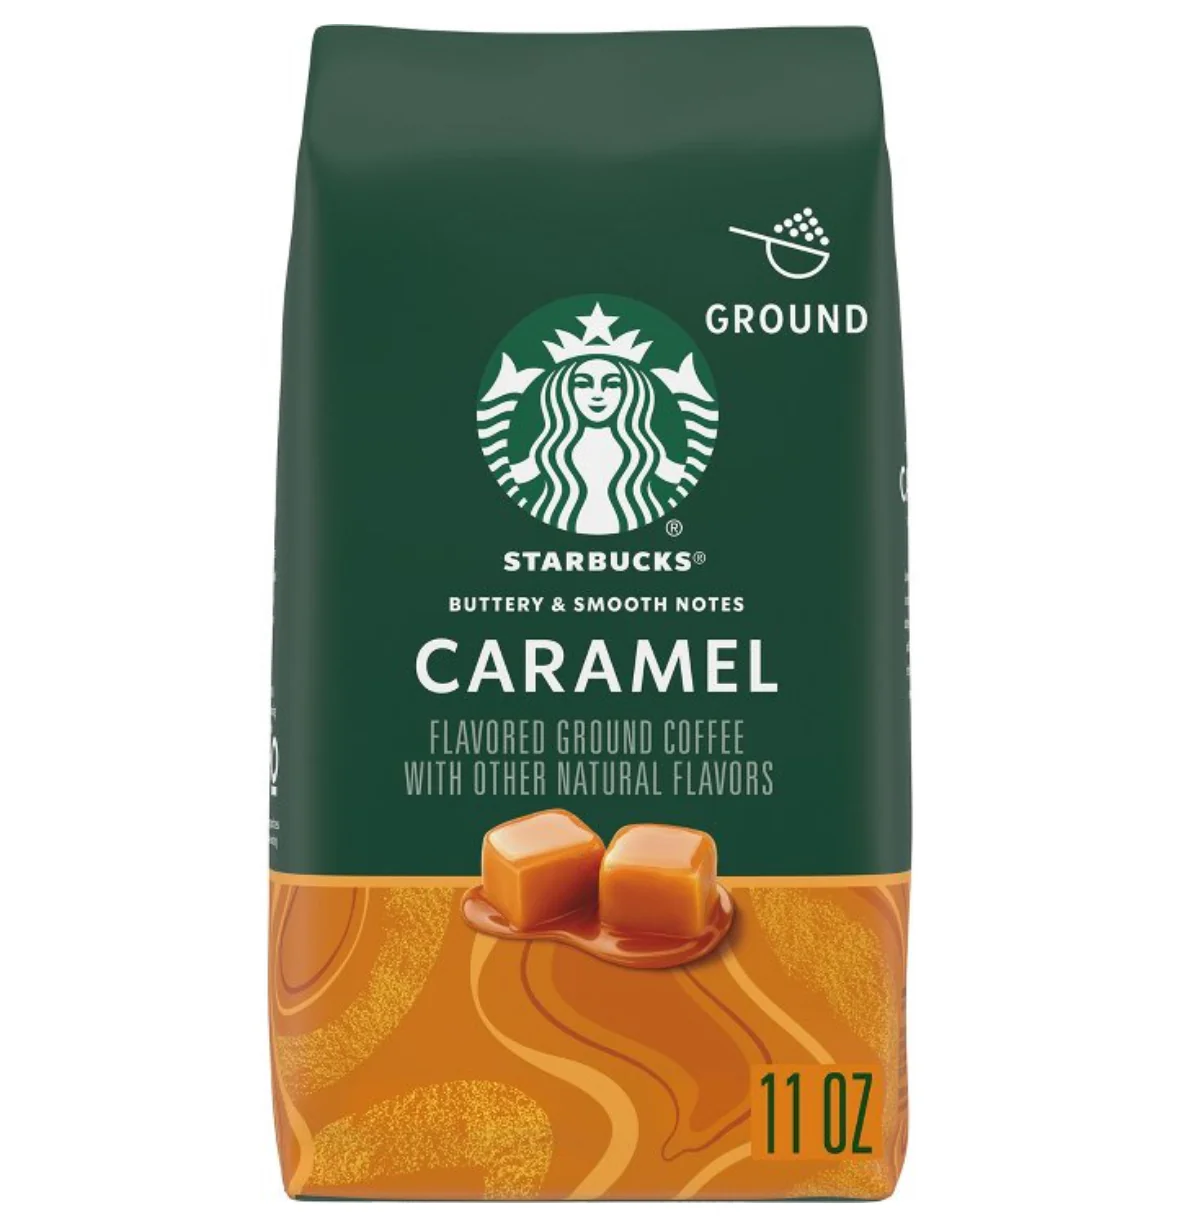 GROUND
®
STARBUCKS®
BUTTERY & SMOOTH NOTES
CARAMEL
FLAVORED GROUND COFFEE
WITH OTHER NATURAL FLAVORS
11 OZ